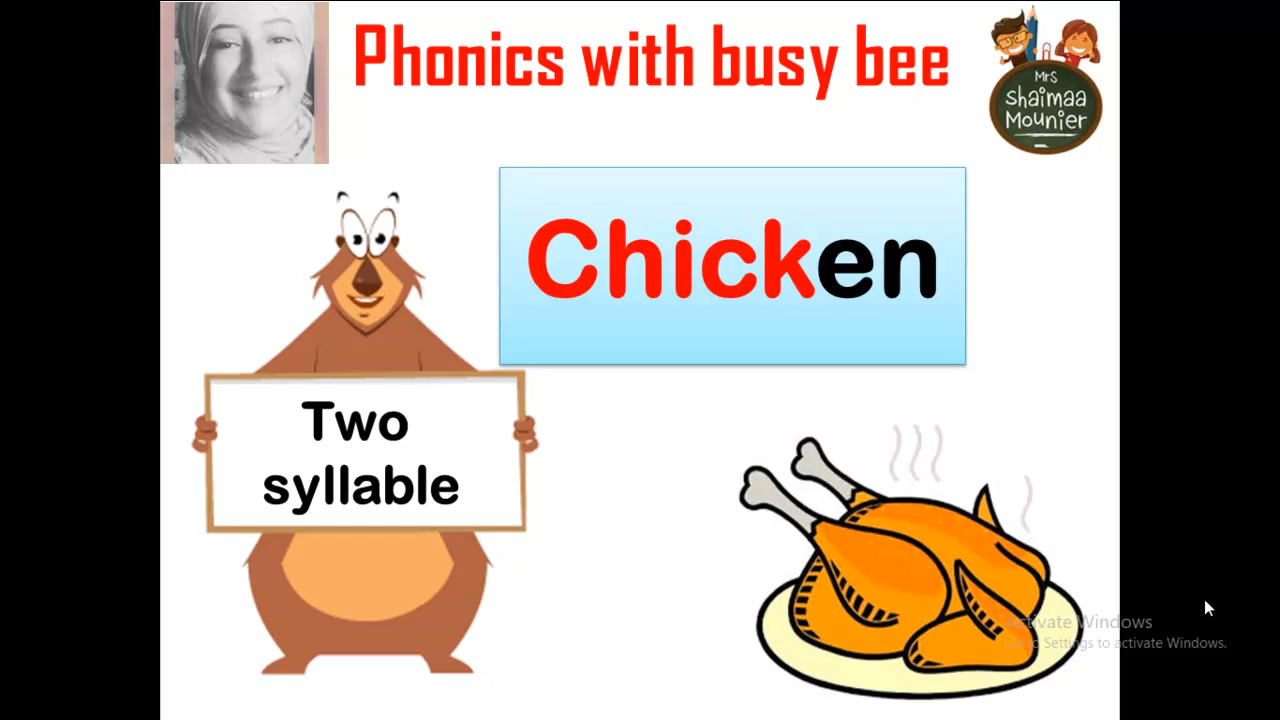 Phonics with busy bee
Mrs
Shaimaa
Mounier
Chicken
Two
syllable
Activate Windows
Go to Settings to activate Windows.